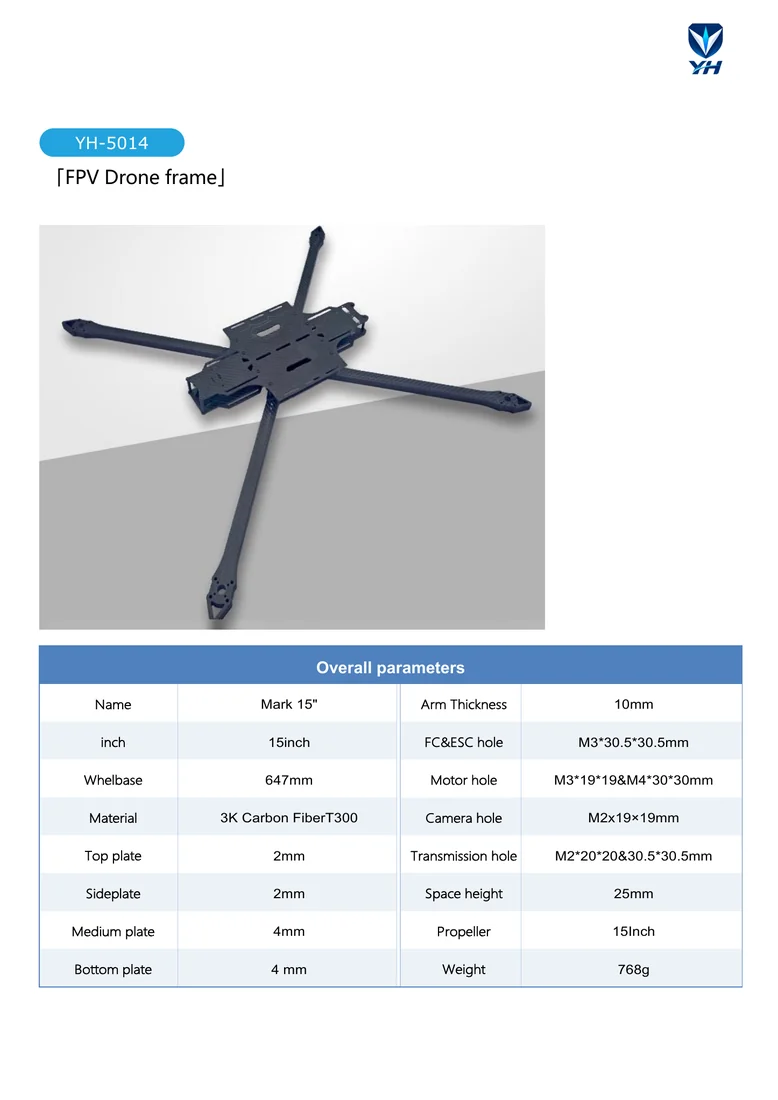 YH
YH-5014
「FPV Drone frame」
Overall parameters
Name Mark 15" Arm Thickness 10mm
inch 15inch FC&ESC hole M3*30.5*30.5mm
Whelbase 647mm Motor hole M3*19*19&M4*30*30mm
Material 3K Carbon FiberT300 Camera hole M2x19×19mm
Top plate 2mm Transmission hole M2*20*20&30.5*30.5mm
Sideplate 2mm Space height 25mm
Medium plate 4mm Propeller 15Inch
Bottom plate 4 mm Weight 768g